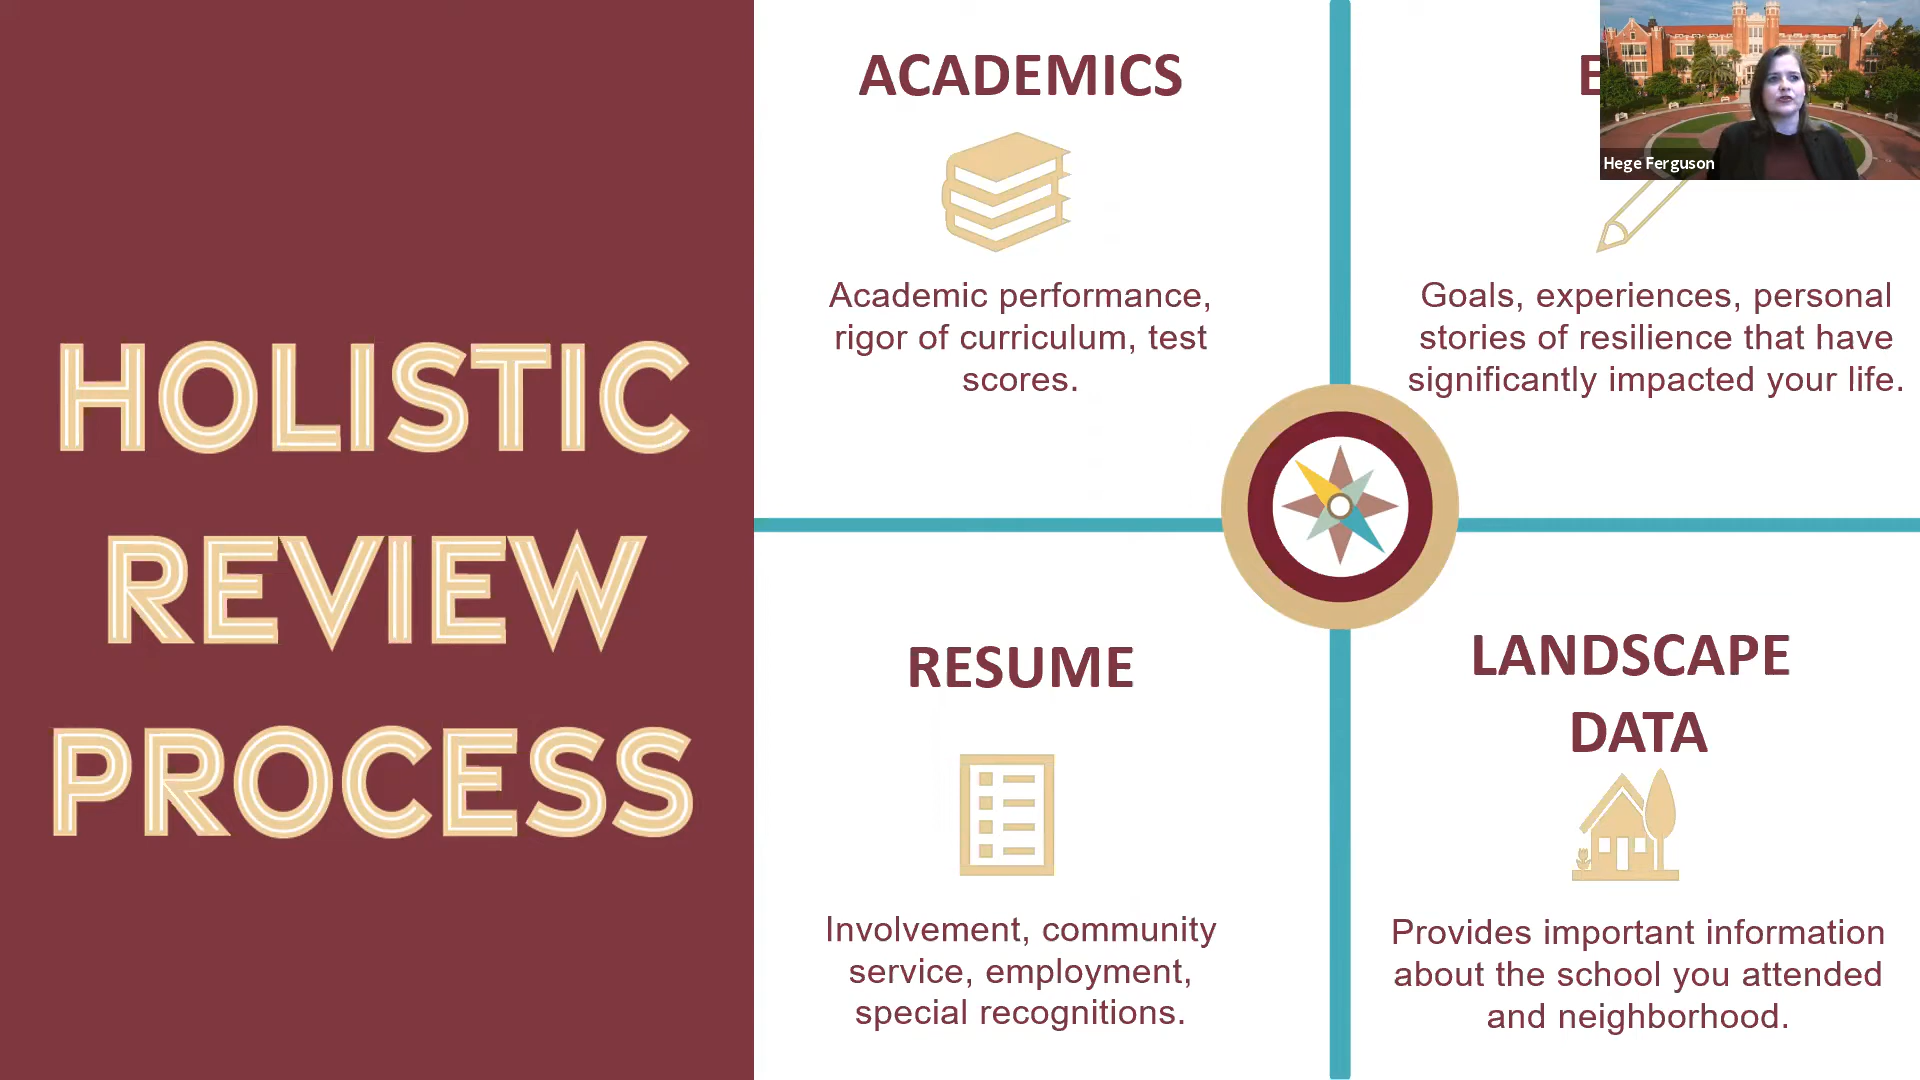 HOLISTIC
REVIEW
PROCESS
ACADEMICS
Academic performance,
rigor of curriculum, test
scores.
Hege Ferguson
Goals, experiences, personal
stories of resilience that have
significantly impacted your life.
RESUME
Involvement, community
service, employment,
special recognitions.
LANDSCAPE
DATA
Provides important information
about the school you attended
and neighborhood.